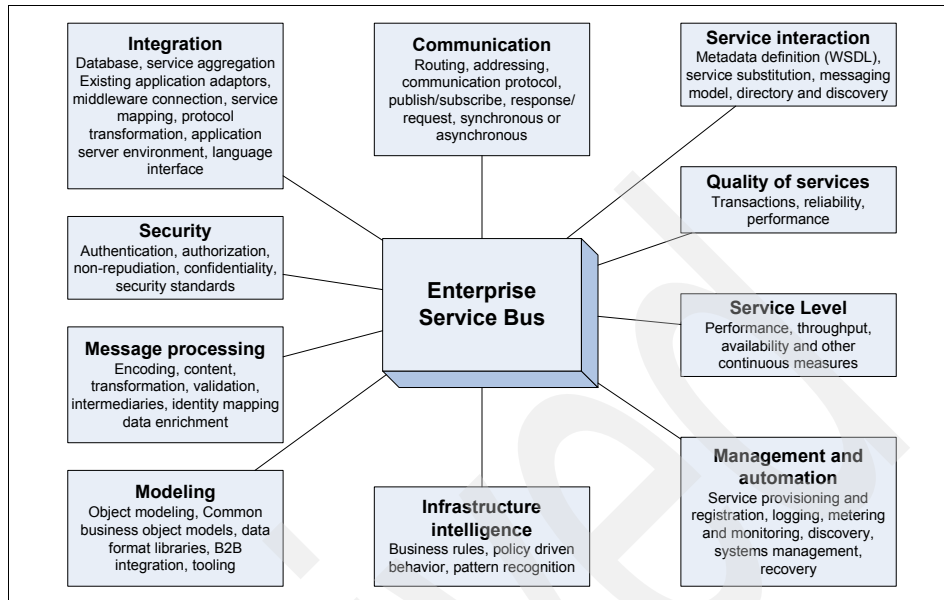 Integration
Database, service aggregation
Existing application adaptors,
middleware connection, service
mapping, protocol
transformation, application
server environment, language
interface
Communication
Routing, addressing,
communication protocol,
publish/subscribe, response/
request, synchronous or
asynchronous
Service interaction
Metadata definition (WSDL),
service substitution, messaging
model, directory and discovery
Quality of services
Transactions, reliability,
performance
Security
Authentication, authorization,
non-repudiation, confidentiality,
security standards
Enterprise
Service Bus
Service Level
Performance, throughput,
availability and other
continuous measures
Message processing
Encoding, content,
transformation, validation,
intermediaries, identity mapping
data enrichment
Modeling
Object modeling, Common
business object models, data
format libraries, B2B
integration, tooling
Infrastructure
intelligence
Business rules, policy driven
behavior, pattern recognition
Management and
automation
Service provisioning and
registration, logging, metering
and monitoring, discovery,
systems management,
recovery